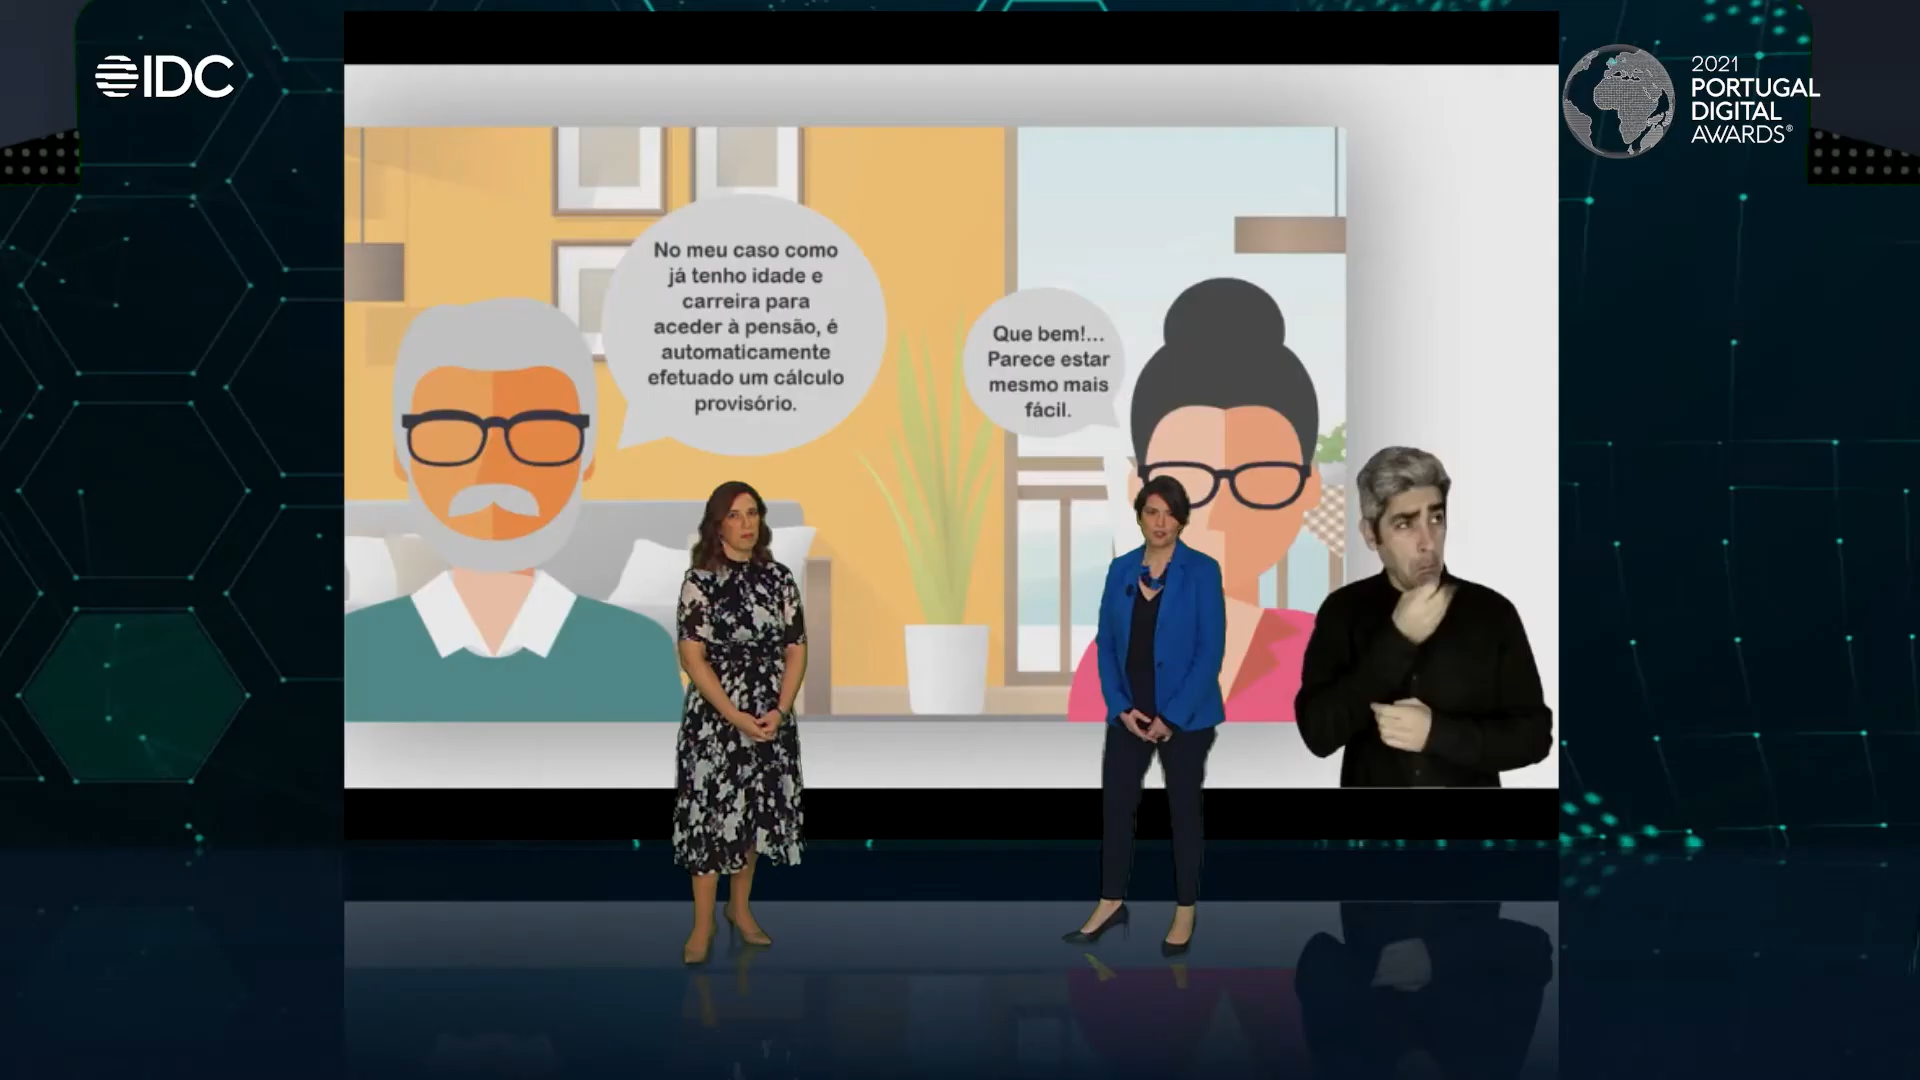 IDC
2021
PORTUGAL
DIGITAL
AWARDS®
No meu caso como
já tenho idade e
carreira para
aceder à pensão, é
automaticamente
efetuado um cálculo
provisório.
Que bem!...
Parece estar
mesmo mais
fácil.